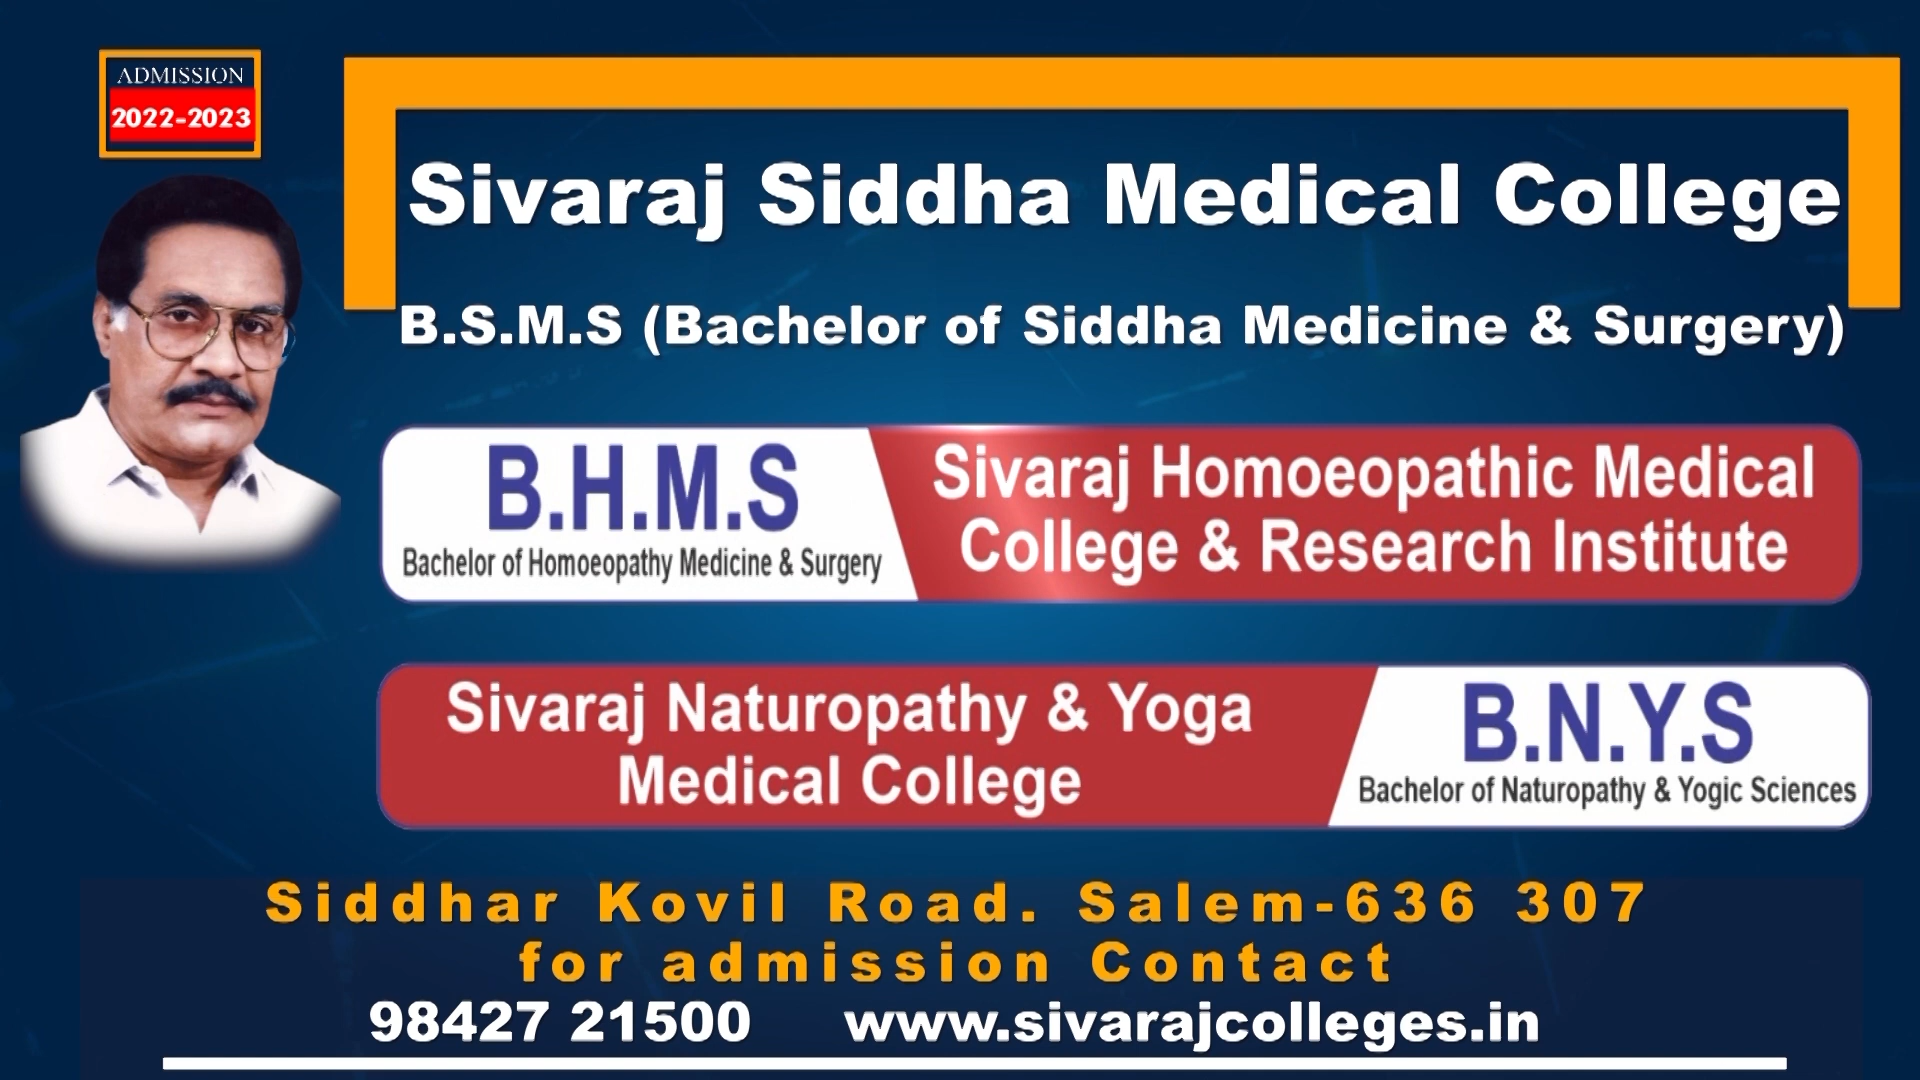 ADMISSION
2022-2023
Sivaraj Siddha Medical College
B.S.M.S (Bachelor of Siddha Medicine & Surgery)
B.H.M.S
Bachelor of Homoeopathy Medicine & Surgery
Sivaraj Homoeopathic Medical
College & Research Institute
Sivaraj Naturopathy & Yoga
Medical College
B.N.Y.S
Bachelor of Naturopathy & Yogic Sciences
Siddhar Kovil Road. Salem-636 307
for admission Contact
98427 21500 www.sivarajcolleges.in